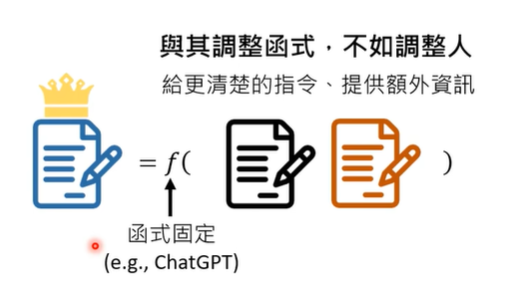 與其調整函式，不如調整人
給更清楚的指令、提供額外資訊
= f( )
函式固定
(e.g., ChatGPT)